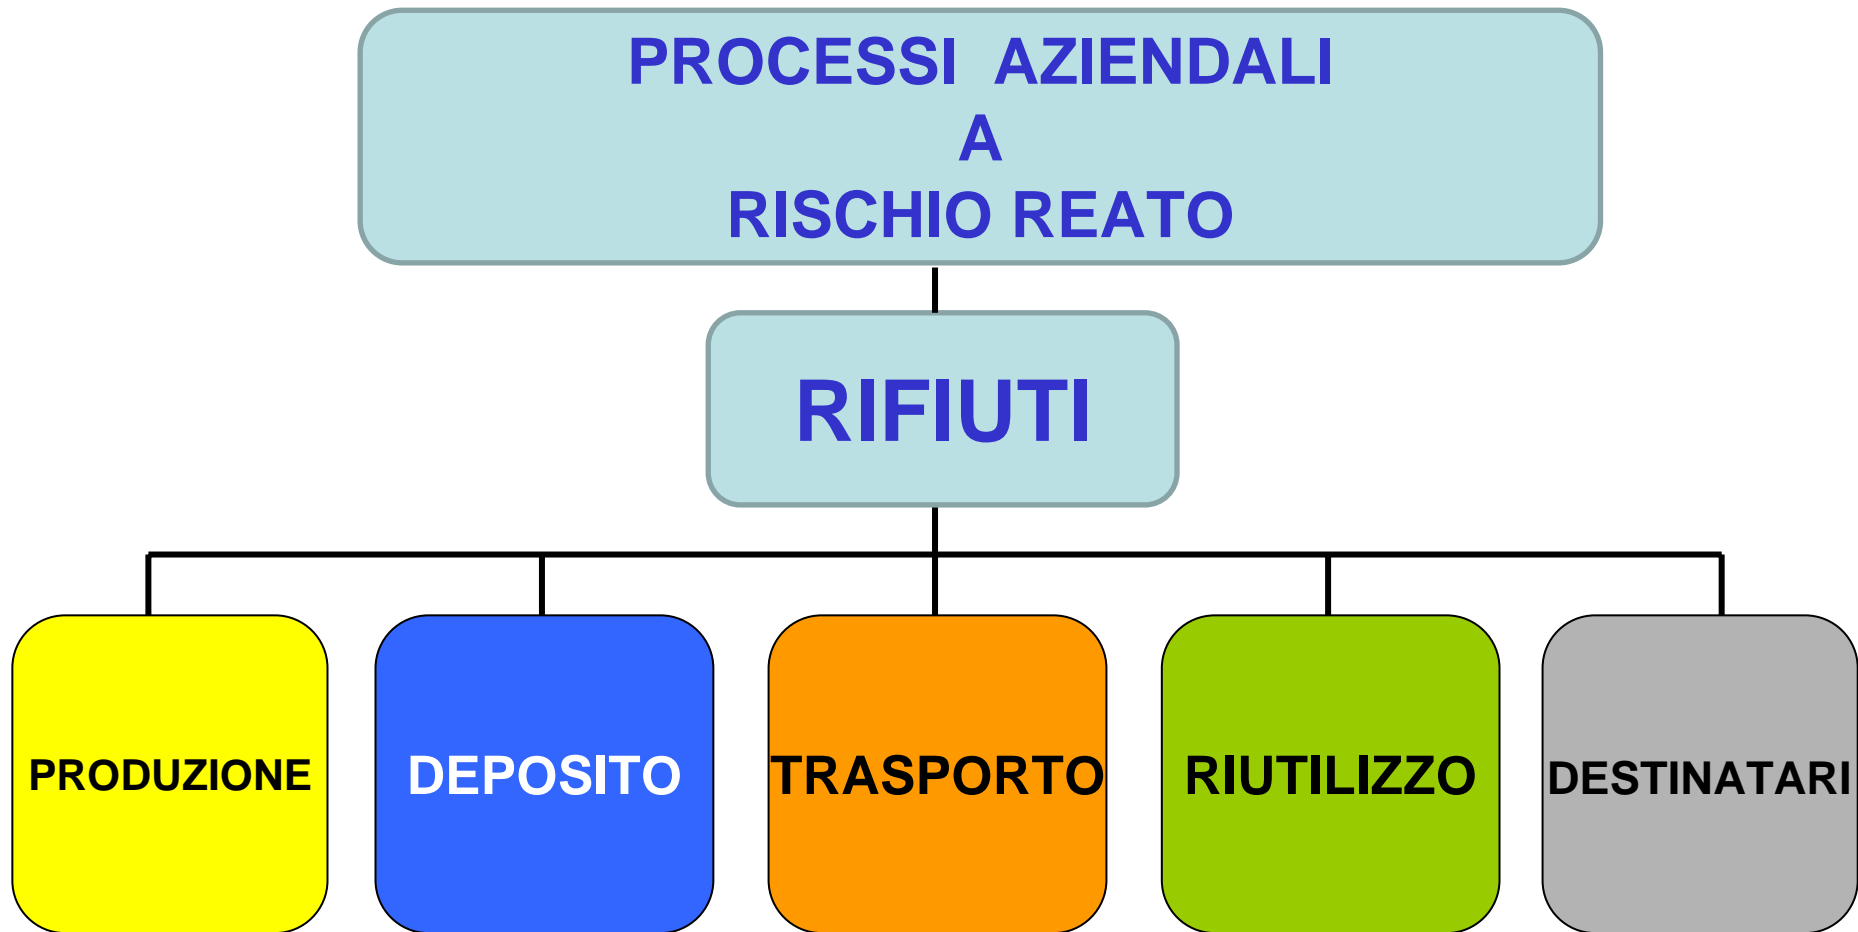 PROCESSI AZIENDALI
A
RISCHIO REATO
RIFIUTI
PRODUZIONE
DEPOSITO
TRASPORTO
RIUTILIZZO
DESTINATARI